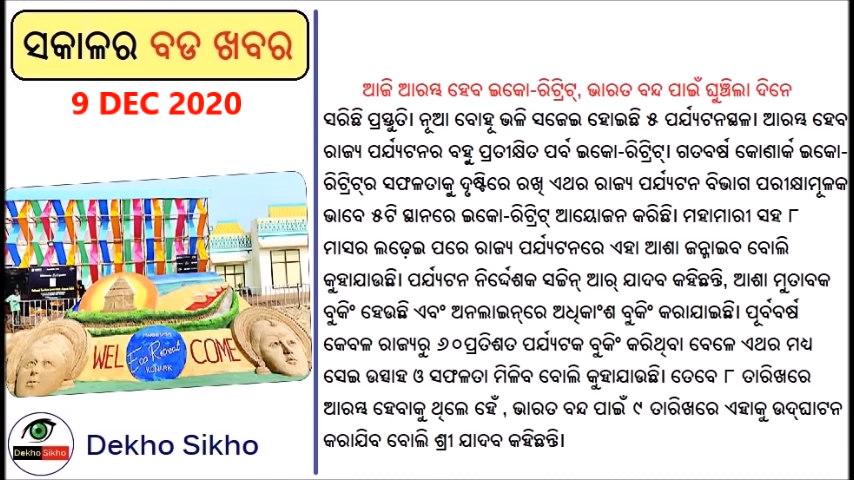 ସକାଳର ବଡ ଖବର
9 DEC 2020
WEL COME
Eco Retreat
KONARK
Dekho Sikho
Dekho Sikho
ଆଜି ଆରମ୍ଭ ହେବ ଇକୋ-ରିଟ୍ରିଟ୍, ଭାରତ ବନ୍ଦ ପାଇଁ ଘୁଞ୍ଚିଲା ଦିନେ
ସରିଛି ପ୍ରସ୍ତୁତି। ନୂଆ ବୋହୂ ଭଳି ସଜେଇ ହୋଇଛି ୫ ପର୍ଯ୍ୟଟନସ୍ଥଳ। ଆରମ୍ଭ ହେବ
ରାଜ୍ୟ ପର୍ଯ୍ୟଟନର ବହୁ ପ୍ରତୀକ୍ଷିତ ପର୍ବ ଇକୋ-ରିଟ୍ରିଟ୍। ଗତବର୍ଷ କୋଣାର୍କ ଇକୋ-
ରିଟ୍ରିଟ୍‌ର ସଫଳତାକୁ ଦୃଷ୍ଟିରେ ରଖି ଏଥର ରାଜ୍ୟ ପର୍ଯ୍ୟଟନ ବିଭାଗ ପରୀକ୍ଷାମୂଳକ
ଭାବେ ୫ଟି ସ୍ଥାନରେ ଇକୋ-ରିଟ୍ରିଟ୍ ଆୟୋଜନ କରିଛି। ମହାମାରୀ ସହ ୮
ମାସର ଲଢ଼େଇ ପରେ ରାଜ୍ୟ ପର୍ଯ୍ୟଟନରେ ଏହା ଆଶା ଜନ୍ମାଇବ ବୋଲି
କୁହାଯାଉଛି। ପର୍ଯ୍ୟଟନ ନିର୍ଦ୍ଦେଶକ ସଚ୍ଚିନ୍ ଆର୍ ଯାଦବ କହିଛନ୍ତି, ଆଶା ମୁତାବକ
ବୁକିଂ ହେଉଛି ଏବଂ ଅନଲାଇନ୍‌ରେ ଅଧିକାଂଶ ବୁକିଂ କରାଯାଇଛି। ପୂର୍ବବର୍ଷ
କେବଳ ରାଜ୍ୟରୁ ୬୦ପ୍ରତିଶତ ପର୍ଯ୍ୟଟକ ବୁକିଂ କରିଥିବା ବେଳେ ଏଥର ମଧ୍ୟ
ସେଇ ଉତ୍ସାହ ଓ ସଫଳତା ମିଳିବ ବୋଲି କୁହାଯାଉଛି। ତେବେ ୮ ତାରିଖରେ
ଆରମ୍ଭ ହେବାକୁ ଥିଲେ ହେଁ , ଭାରତ ବନ୍ଦ ପାଇଁ ୯ ତାରିଖରେ ଏହାକୁ ଉଦ୍‌ଘାଟନ
କରାଯିବ ବୋଲି ଶ୍ରୀ ଯାଦବ କହିଛନ୍ତି।